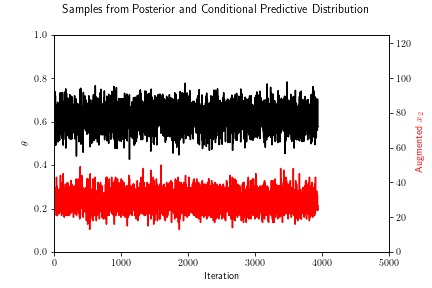 Samples from Posterior and Conditional Predictive Distribution
1.0
0.8
0.6
0.4
0.2
0.0
θ
120
100
80
60
40
20
0
Augmented x₂
0 1000 2000 3000 4000 5000
Iteration